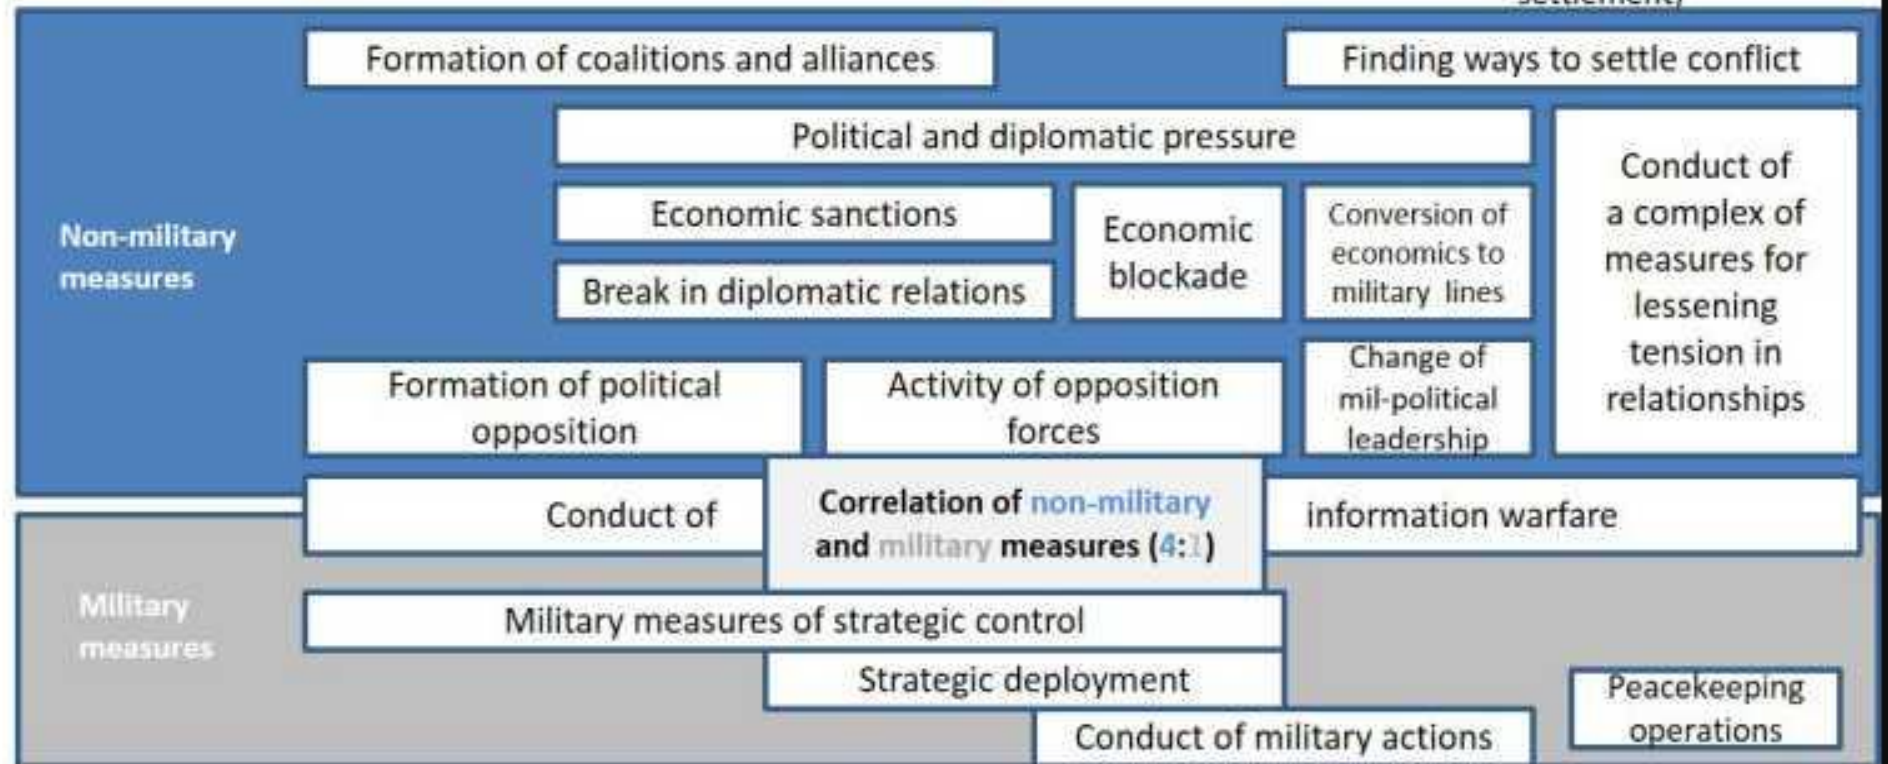 settlement)
Formation of coalitions and alliances
Finding ways to settle conflict
Political and diplomatic pressure
Conduct of
a complex of
measures for
lessening
tension in
relationships
Non-military
measures
Economic sanctions
Economic
blockade
Conversion of
economics to
military lines
Break in diplomatic relations
Formation of political
opposition
Activity of opposition
forces
Change of
mil-political
leadership
Conduct of
information warfare
Correlation of non-military
and military measures (4:1)
Military
measures
Military measures of strategic control
Strategic deployment
Conduct of military actions
Peacekeeping
operations